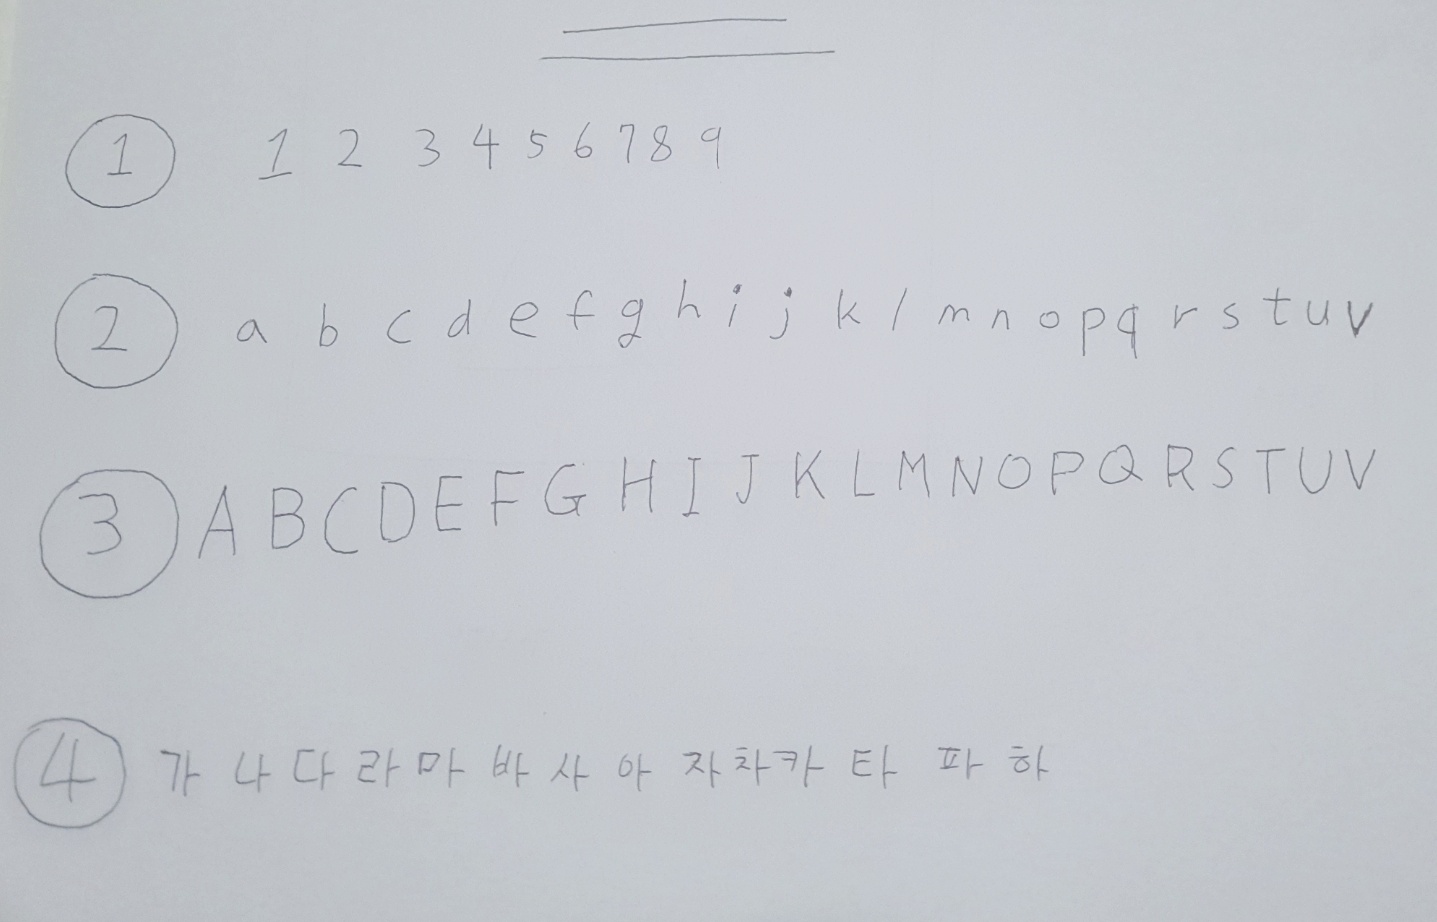 ① 1 2 3 4 5 6 7 8 9
② a b c d e f g h i j k l m n o p q r s t u v
③ A B C D E F G H I J K L M N O P Q R S T U V
④ 가 나 다 라 마 바 사 아 자 차 카 타 파 하